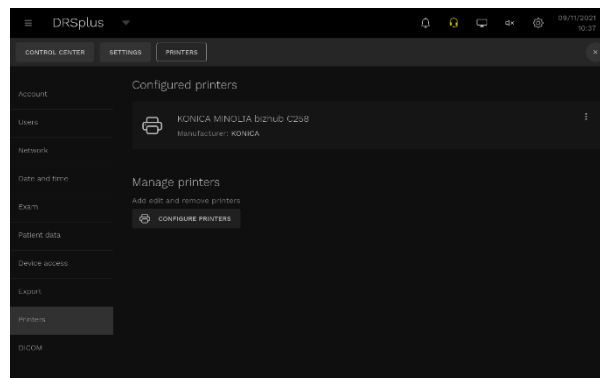 DRSplus
09/11/2021
10:37
CONTROL CENTER SETTINGS PRINTERS
Account
Users
Network
Date and time
Exam
Patient data
Device access
Export
Printers
DICOM
Configured printers
KONICA MINOLTA bizhub C258
Manufacturer: KONICA
Manage printers
Add edit and remove printers
CONFIGURE PRINTERS